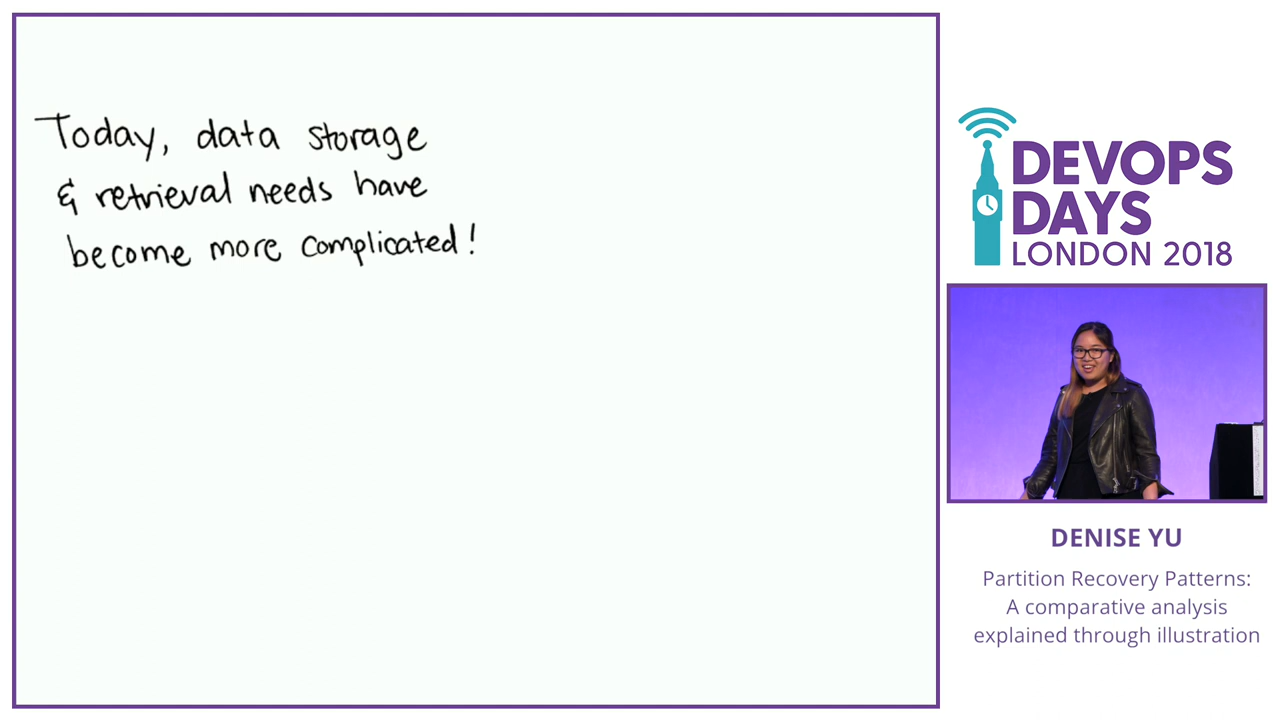 Today, data storage
& retrieval needs have
become more complicated!
DEVOPS
DAYS
LONDON 2018
DENISE YU
Partition Recovery Patterns:
A comparative analysis
explained through illustration